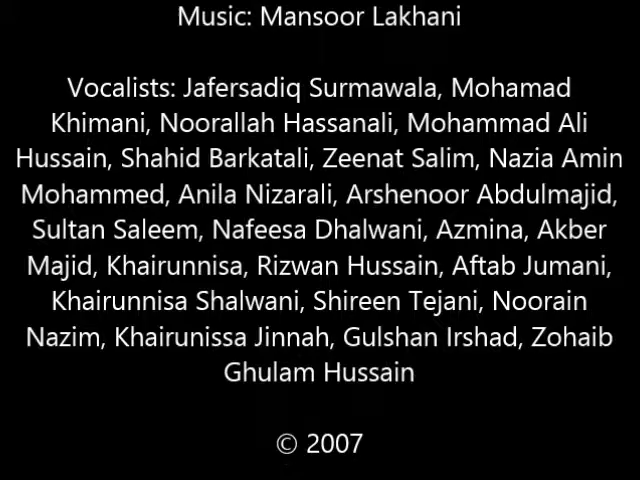 Music: Mansoor Lakhani
Vocalists: Jafersadiq Surmawala, Mohamad
Khimani, Noorallah Hassanali, Mohammad Ali
Hussain, Shahid Barkatali, Zeenat Salim, Nazia Amin
Mohammed, Anila Nizarali, Arshenoor Abdulmajid,
Sultan Saleem, Nafeesa Dhalwani, Azmina, Akber
Majid, Khairunnisa, Rizwan Hussain, Aftab Jumani,
Khairunnisa Shalwani, Shireen Tejani, Noorain
Nazim, Khairunissa Jinnah, Gulshan Irshad, Zohaib
Ghulam Hussain
© 2007